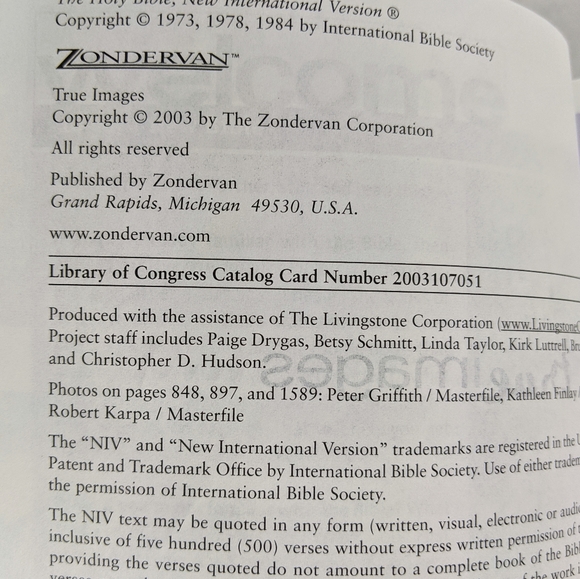 The Holy Bible, New International Version ®
Copyright © 1973, 1978, 1984 by International Bible Society
ZONDERVAN™
True Images
Copyright © 2003 by The Zondervan Corporation
All rights reserved
Published by Zondervan
Grand Rapids, Michigan 49530, U.S.A.
www.zondervan.com
Library of Congress Catalog Card Number 2003107051
Produced with the assistance of The Livingstone Corporation (www.Livingstone
Project staff includes Paige Drygas, Betsy Schmitt, Linda Taylor, Kirk Luttrell,
and Christopher D. Hudson.
Photos on pages 848, 897, and 1589: Peter Griffith / Masterfile, Kathleen Finlay /
Robert Karpa / Masterfile
The “NIV” and “New International Version” trademarks are registered in the
Patent and Trademark Office by International Bible Society. Use of either
the permission of International Bible Society.
The NIV text may be quoted in any form (written, visual, electronic or
inclusive of five hundred (500) verses without express written permission of
providing the verses quoted do not amount to a complete book of the
of the work